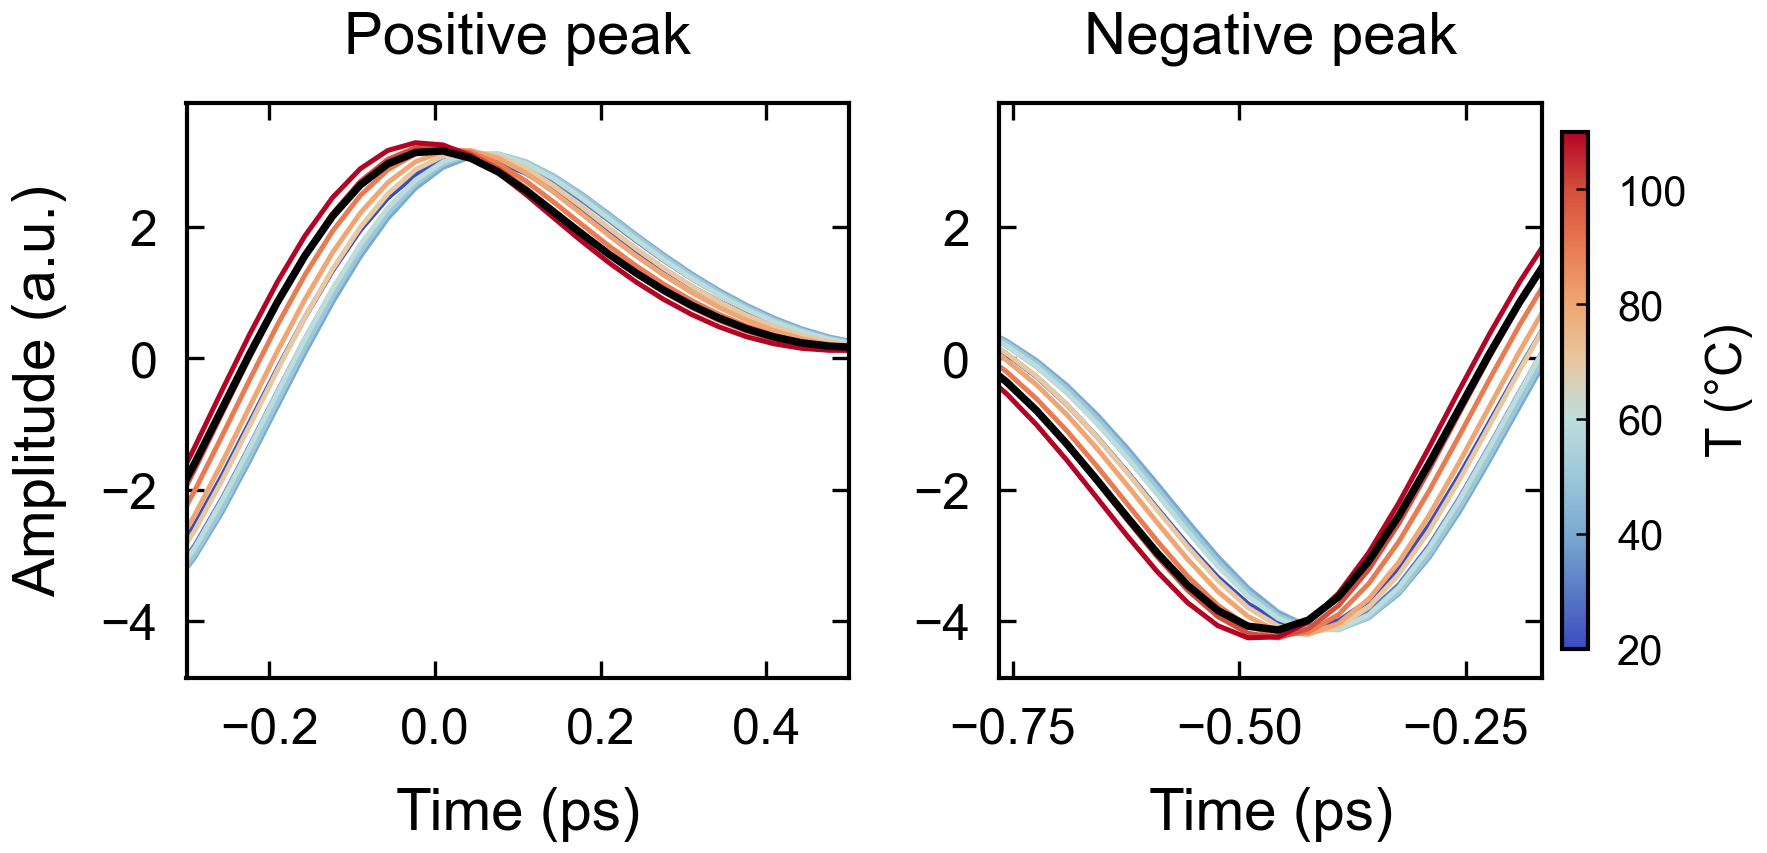 Positive peak
Negative peak
Amplitude (a.u.)
2
0
−2
−4
−0.2 0.0 0.2 0.4
Time (ps)
2
0
−2
−4
−0.75 −0.50 −0.25
Time (ps)
100
80
60
40
20
T (°C)